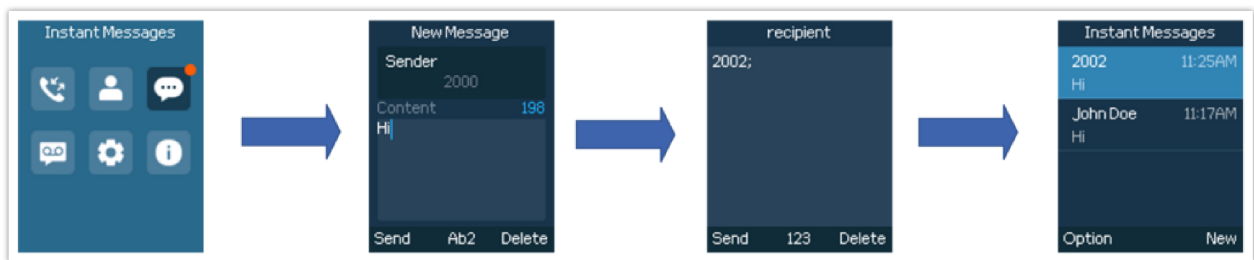 Instant Messages
New Message
Sender
2000
Content 198
Hi
Send Ab2 Delete
recipient
2002;
Send 123 Delete
Instant Messages
2002 11:25AM
Hi
John Doe 11:17AM
Hi
Option New